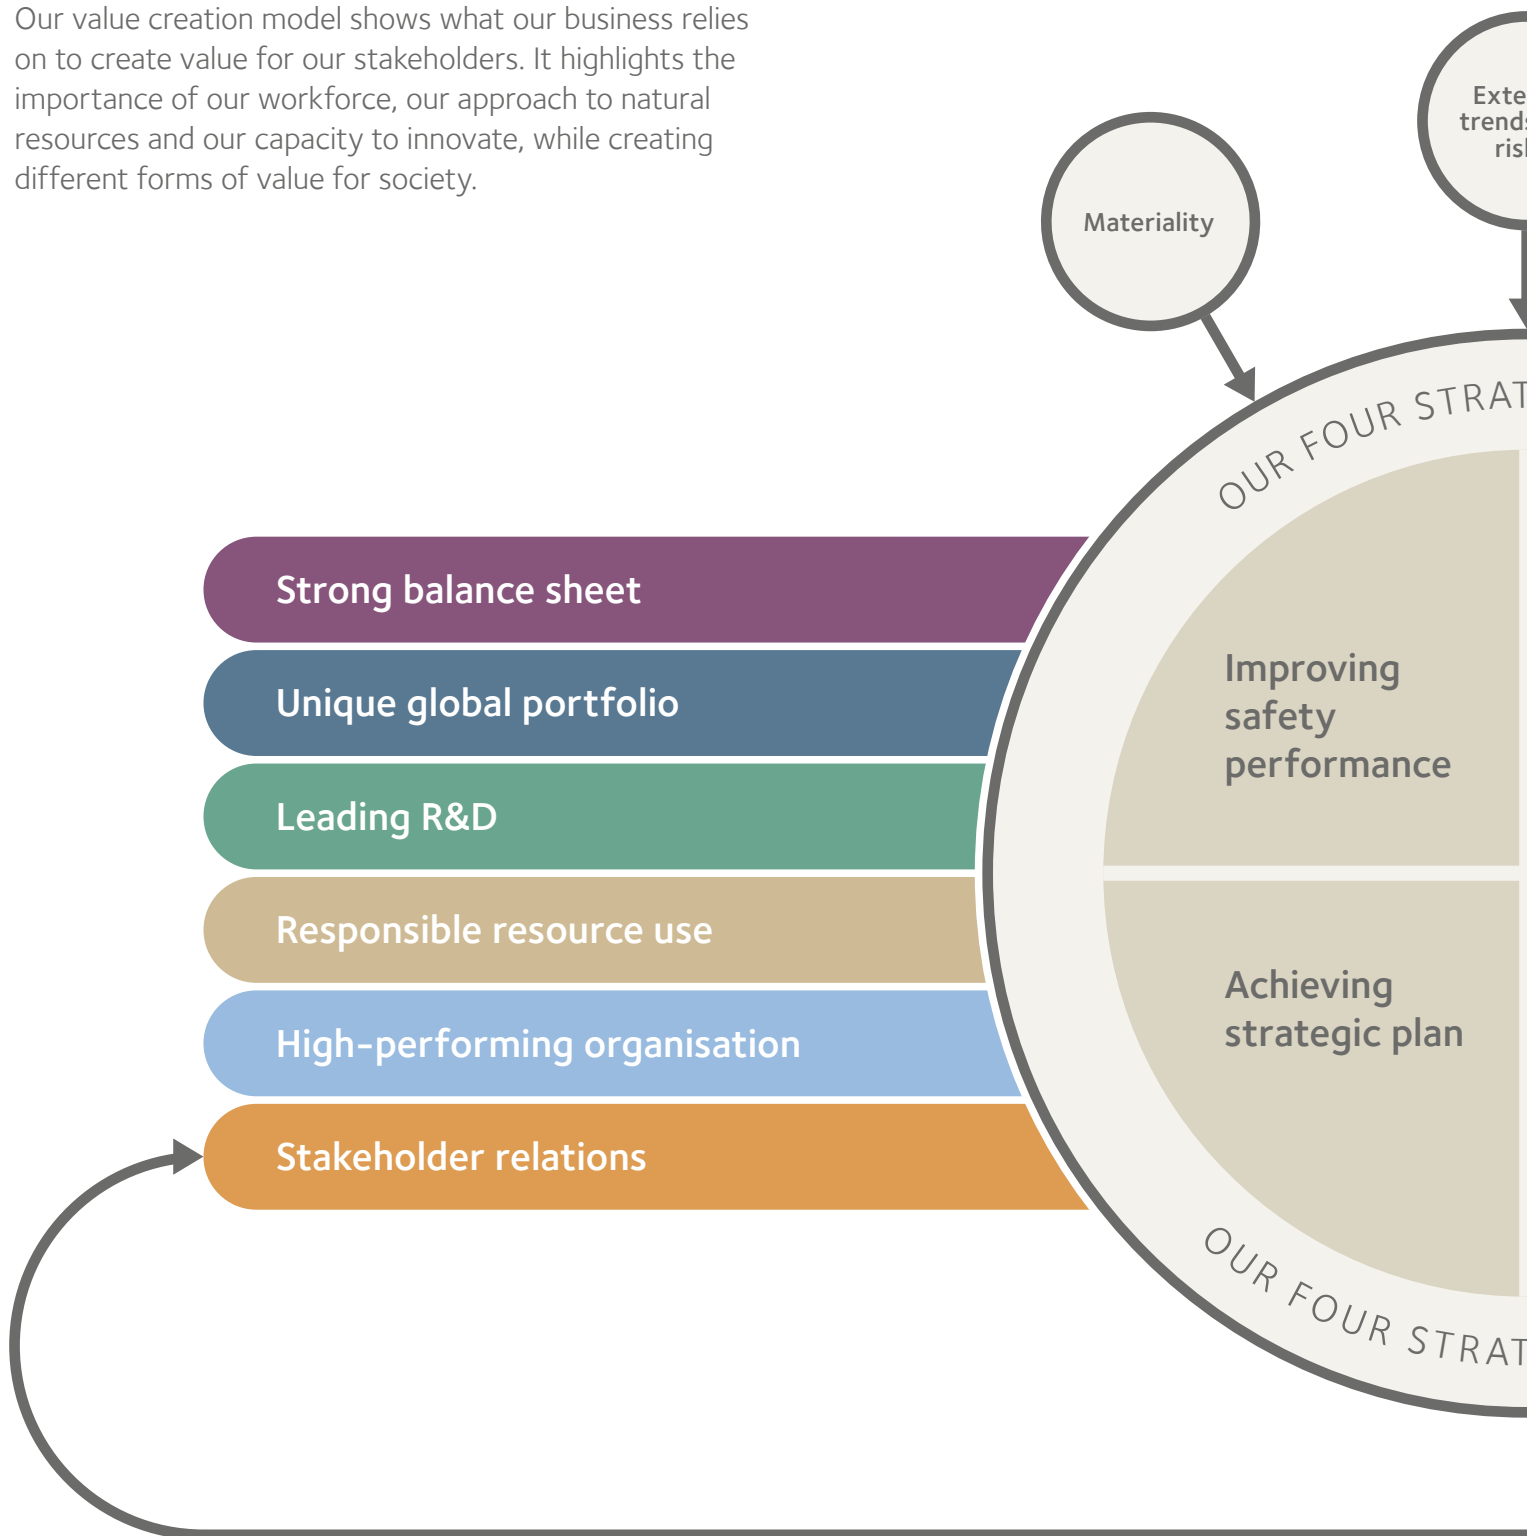 Our value creation model shows what our business relies
on to create value for our stakeholders. It highlights the
importance of our workforce, our approach to natural
resources and our capacity to innovate, while creating
different forms of value for society.
Materiality
OUR FOUR
Strong balance sheet
Unique global portfolio
Leading R&D
Responsible resource use
High-performing organisation
Stakeholder relations
Improving
safety
performance
Achieving
strategic plan
OUR FOUR